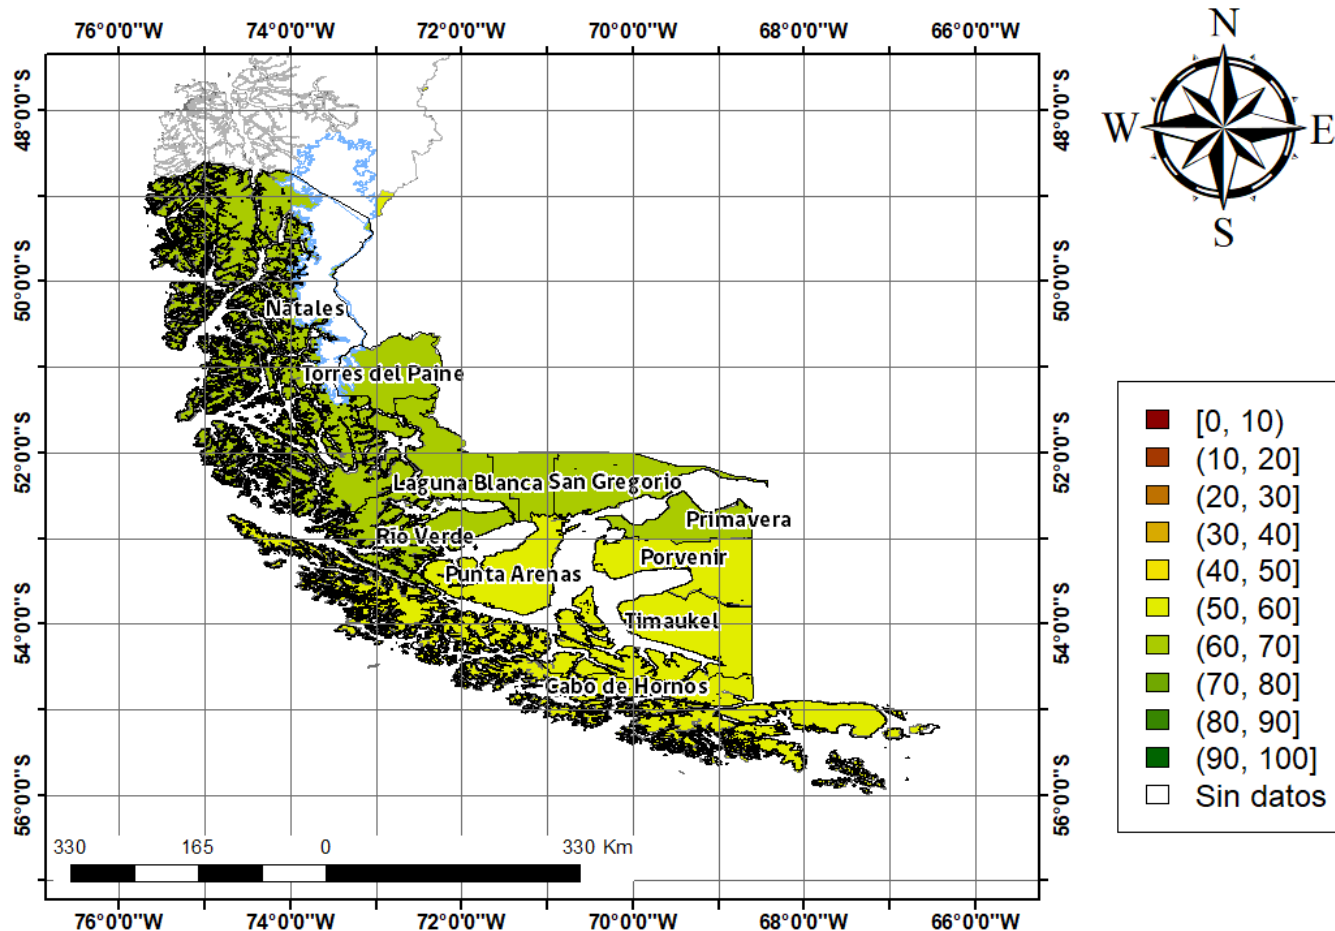 76°0'0"W 74°0'0"W 72°0'0"W 70°0'0"W 68°0'0"W 66°0'0"W
48°0'0"S
50°0'0"S
52°0'0"S
54°0'0"S
56°0'0"S
Natales
Torres del Paine
Laguna Blanca San Gregorio
Primavera
Río Verde
Porvenir
Punta Arenas
Timaukel
Cabo de Hornos
330 165 0 330 Km
76°0'0"W 74°0'0"W 72°0'0"W 70°0'0"W 68°0'0"W 66°0'0"W
48°0'0"S
50°0'0"S
52°0'0"S
54°0'0"S
56°0'0"S
N
W E
S
[0, 10)
(10, 20]
(20, 30]
(30, 40]
(40, 50]
(50, 60]
(60, 70]
(70, 80]
(80, 90]
(90, 100]
Sin datos